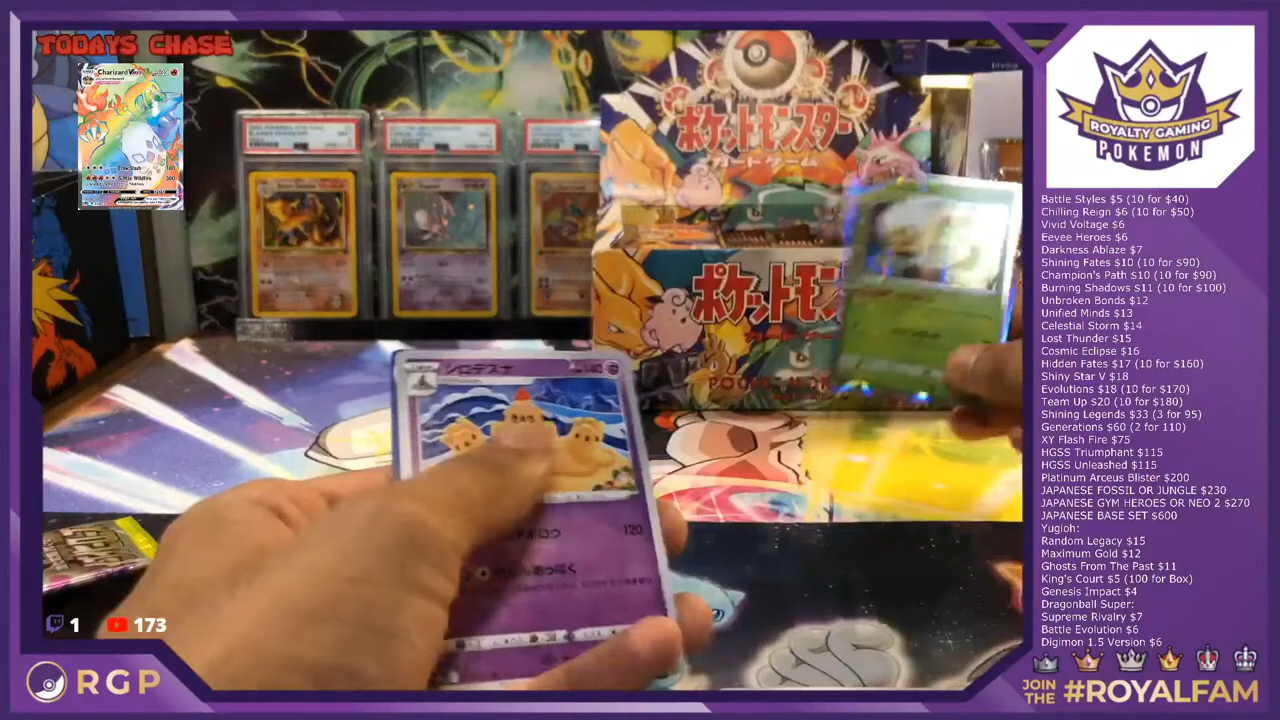 TODAYS CHASE
Charizard
ポケットモンスター
カードゲーム
ポケットモン
シロデスナ
120
1
173
RGP
ROYALTY GAMING
POKEMON
Battle Styles $5 (10 for $40)
Chilling Reign $6 (10 for $50)
Vivid Voltage $6
Eevee Heroes $6
Darkness Ablaze $7
Shining Fates $10 (10 for $90)
Champion's Path $10 (10 for $90)
Burning Shadows $11 (10 for $100)
Unbroken Bonds $12
Unified Minds $13
Celestial Storm $14
Lost Thunder $15
Cosmic Eclipse $16
Hidden Fates $17 (10 for $160)
Shiny Star V $18
Evolutions $18 (10 for $170)
Team Up $20 (10 for $180)
Shining Legends $33 (3 for 95)
Generations $60 (2 for 110)
XY Flash Fire $75
HGSS Triumphant $115
HGSS Unleashed $115
Platinum Arceus Blister $200
JAPANESE FOSSIL OR JUNGLE $230
JAPANESE GYM HEROES OR NEO 2 $270
JAPANESE BASE SET $600
Yugioh:
Random Legacy $15
Maximum Gold $12
Ghosts From The Past $11
King's Court $5 (100 for Box)
Genesis Impact $4
Dragonball Super:
Supreme Rivalry $7
Battle Evolution $6
Digimon 1.5 Version $6
JOIN
THE #ROYALFAM